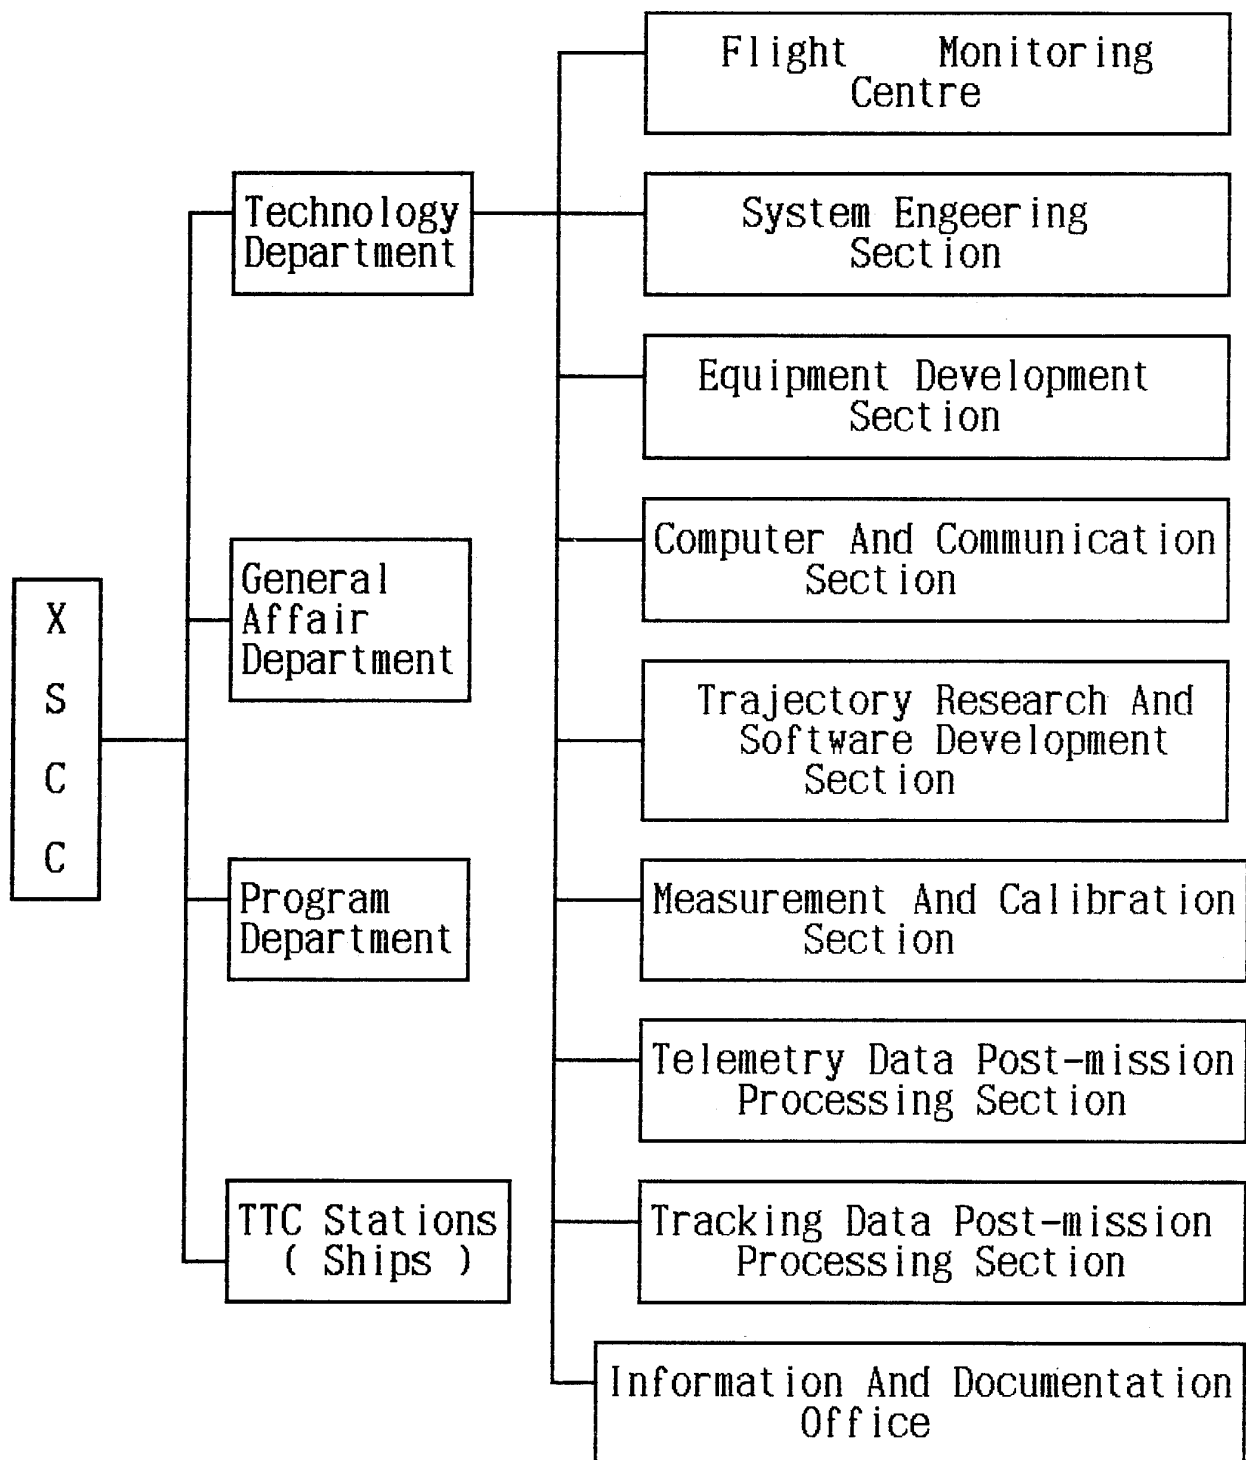 X
S
C
C
Technology
Department
General
Affair
Department
Program
Department
TTC Stations
( Ships )
Flight Monitoring
Centre
System Engeering
Section
Equipment Development
Section
Computer And Communication
Section
Trajectory Research And
Software Development
Section
Measurement And Calibration
Section
Telemetry Data Post-mission
Processing Section
Tracking Data Post-mission
Processing Section
Information And Documentation
Office